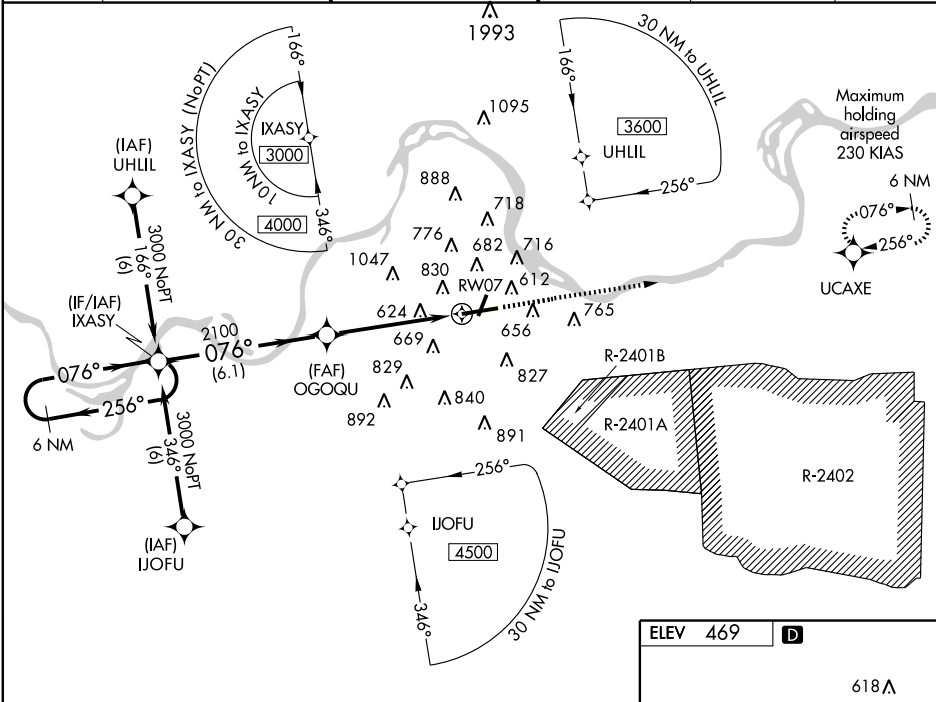 1993
30 NM to IXASY (NoPT)
166°
10NM to IXASY
IXASY
3000
4000
346°
1095
30 NM to UHLIL
166°
3600
UHLIL
256°
Maximum
holding
airspeed
230 KIAS
6 NM
076°
256°
UCAXE
(IAF)
UHLIL
3000 NoPT
166°
(6)
888
718
776
682
716
1047
830
RW07
612
624
656
765
669
(IF/IAF)
IXASY
2100
076°
(6.1)
(FAF)
OGOQU
076°
256°
6 NM
829
827
892
840
891
R-2401B
R-2401A
R-2402
3000 NoPT
346°
(6)
(IAF)
IJOFU
256°
IJOFU
4500
346°
30 NM to IJOFU
ELEV 469 D
618